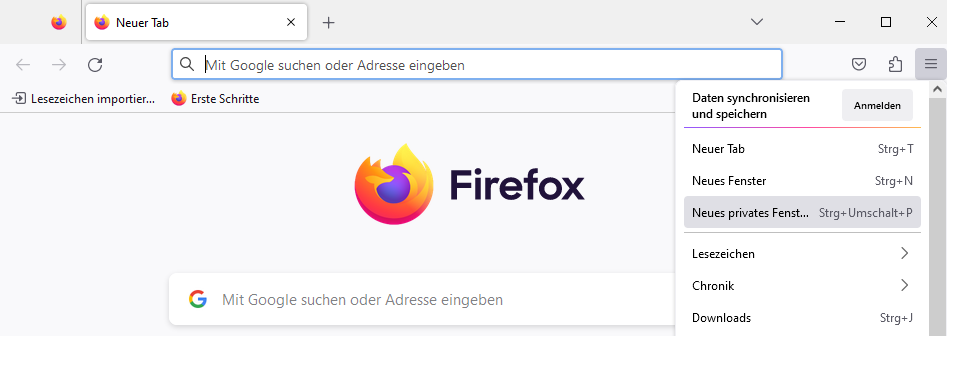 Neuer Tab
Mit Google suchen oder Adresse eingeben
Lesezeichen importier...
Erste Schritte
Firefox
Mit Google suchen oder Adresse eingeben
Daten synchronisieren
und speichern
Anmelden
Neuer Tab Strg+T
Neues Fenster Strg+N
Neues privates Fenst... Strg+Umschalt+P
Lesezeichen
Chronik
Downloads Strg+J